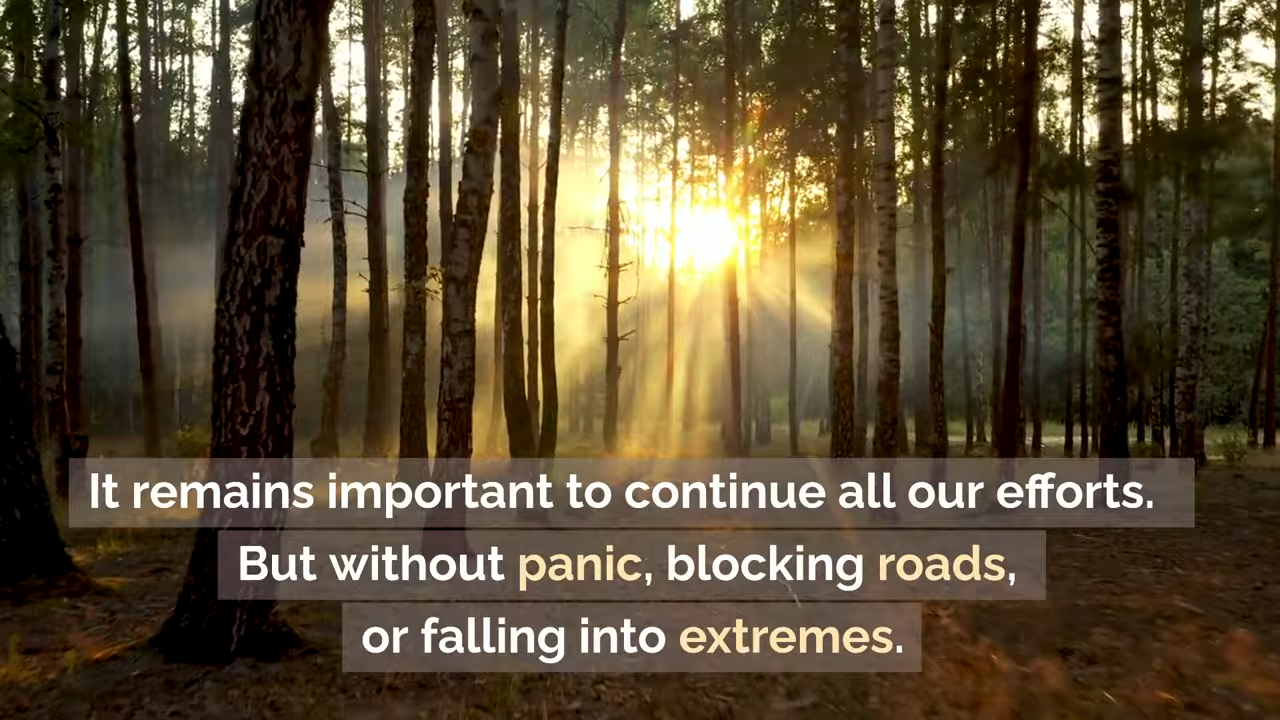 It remains important to continue all our efforts.
But without panic, blocking roads,
or falling into extremes.